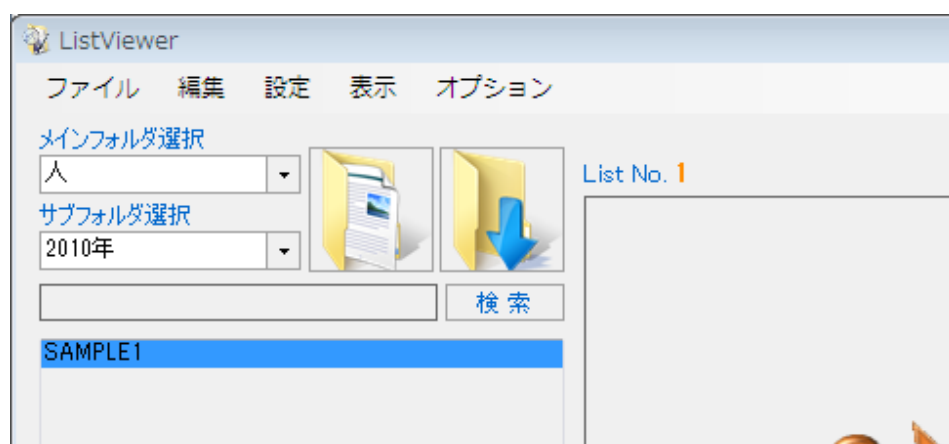 ListViewer
ファイル 編集 設定 表示 オプション
メインフォルダ選択
人
List No. 1
サブフォルダ選択
2010年
検 索
SAMPLE1